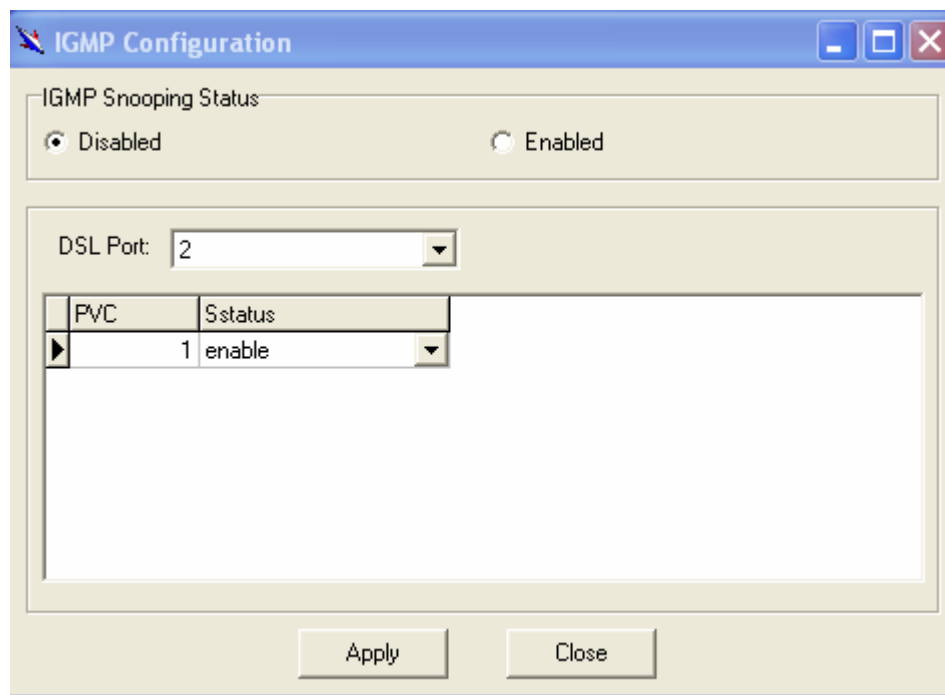 IGMP Configuration
IGMP Snooping Status
Disabled
Enabled
DSL Port: 2
PVC Sstatus
1 enable
Apply Close